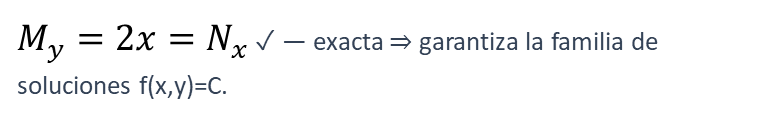 M_y = 2x = N_x ✓ — exacta ⇒ garantiza la familia de
soluciones f(x,y)=C.